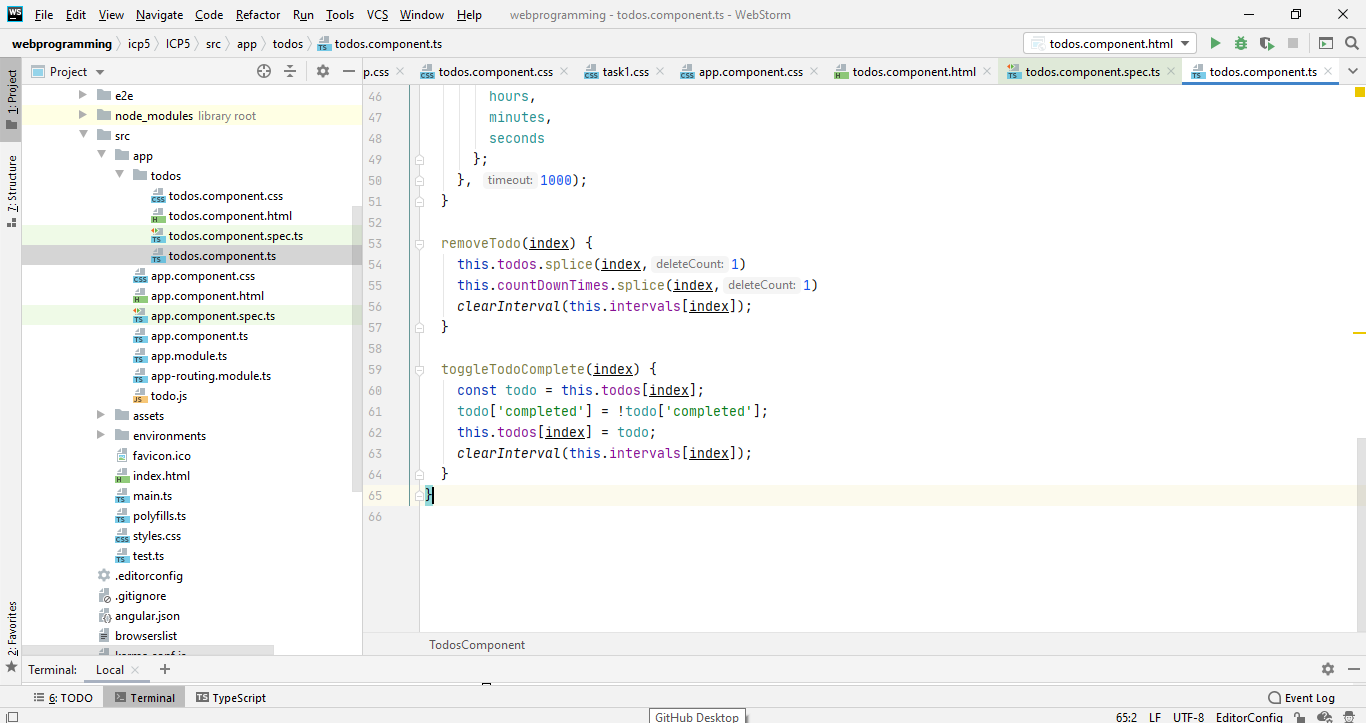 WS File Edit View Navigate Code Refactor Run Tools VCS Window Help webprogramming - todos.component.ts - WebStorm
webprogramming icp5 ICP5 src app todos todos.component.ts todos.component.html
1: Project
7: Structure
2: Favorites
Project
p.css todos.component.css task1.css app.component.css todos.component.html todos.component.spec.ts todos.component.ts
e2e
node_modules library root
src
app
todos
todos.component.css
todos.component.html
todos.component.spec.ts
todos.component.ts
app.component.css
app.component.html
app.component.spec.ts
app.component.ts
app.module.ts
app-routing.module.ts
todo.js
assets
environments
favicon.ico
index.html
main.ts
polyfills.ts
styles.css
test.ts
.editorconfig
.gitignore
angular.json
browserslist
46 hours,
47 minutes,
48 seconds
49 };
50 }, timeout: 1000);
51 }
52
53 removeTodo(index) {
54 this.todos.splice(index, deleteCount: 1)
55 this.countDownTimes.splice(index, deleteCount: 1)
56 clearInterval(this.intervals[index]);
57 }
58
59 toggleTodoComplete(index) {
60 const todo = this.todos[index];
61 todo['completed'] = !todo['completed'];
62 this.todos[index] = todo;
63 clearInterval(this.intervals[index]);
64 }
65 }
66
TodosComponent
Terminal: Local +
6: TODO Terminal TypeScript Event Log
GitHub Desktop
65:2 LF UTF-8 EditorConfig